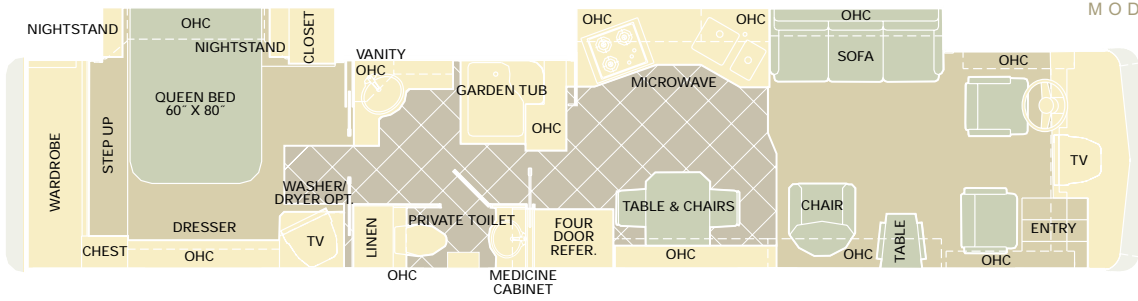 MOD
NIGHTSTAND
OHC
NIGHTSTAND
CLOSET
VANITY
OHC
GARDEN TUB
OHC
OHC
OHC
MICROWAVE
OHC
SOFA
OHC
TV
WARDROBE
STEP UP
QUEEN BED
60˝ X 80˝
WASHER/
DRYER OPT.
DRESSER
CHEST
OHC
TV
LINEN
PRIVATE TOILET
OHC
MEDICINE
CABINET
FOUR
DOOR
REFER.
TABLE & CHAIRS
OHC
CHAIR
OHC
TABLE
ENTRY
OHC